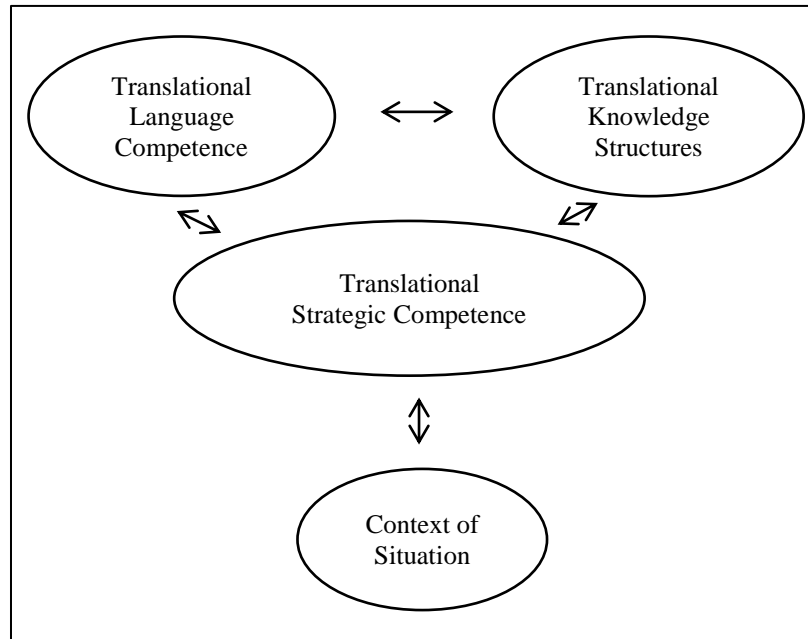 Translational
Language
Competence
Translational
Knowledge
Structures
Translational
Strategic Competence
Context of
Situation